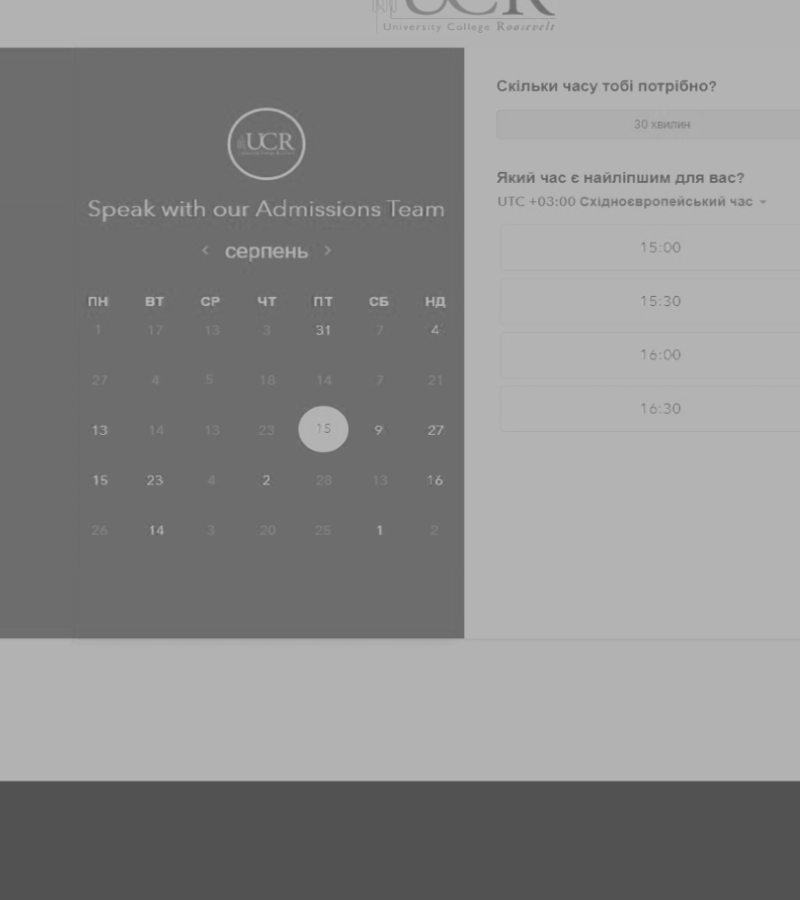 UCR
University College Roosevelt
UCR
Speak with our Admissions Team
< серпень >
ПН ВТ СР ЧТ ПТ СБ НД
1 17 13 3 31 7 4
27 4 5 18 14 7 21
13 14 13 23 15 9 27
15 23 4 2 28 13 16
26 14 3 20 25 1 2
Скільки часу тобі потрібно?
30 хвилин
Який час є найліпшим для вас?
UTC +03:00 Східноєвропейський час
15:00
15:30
16:00
16:30